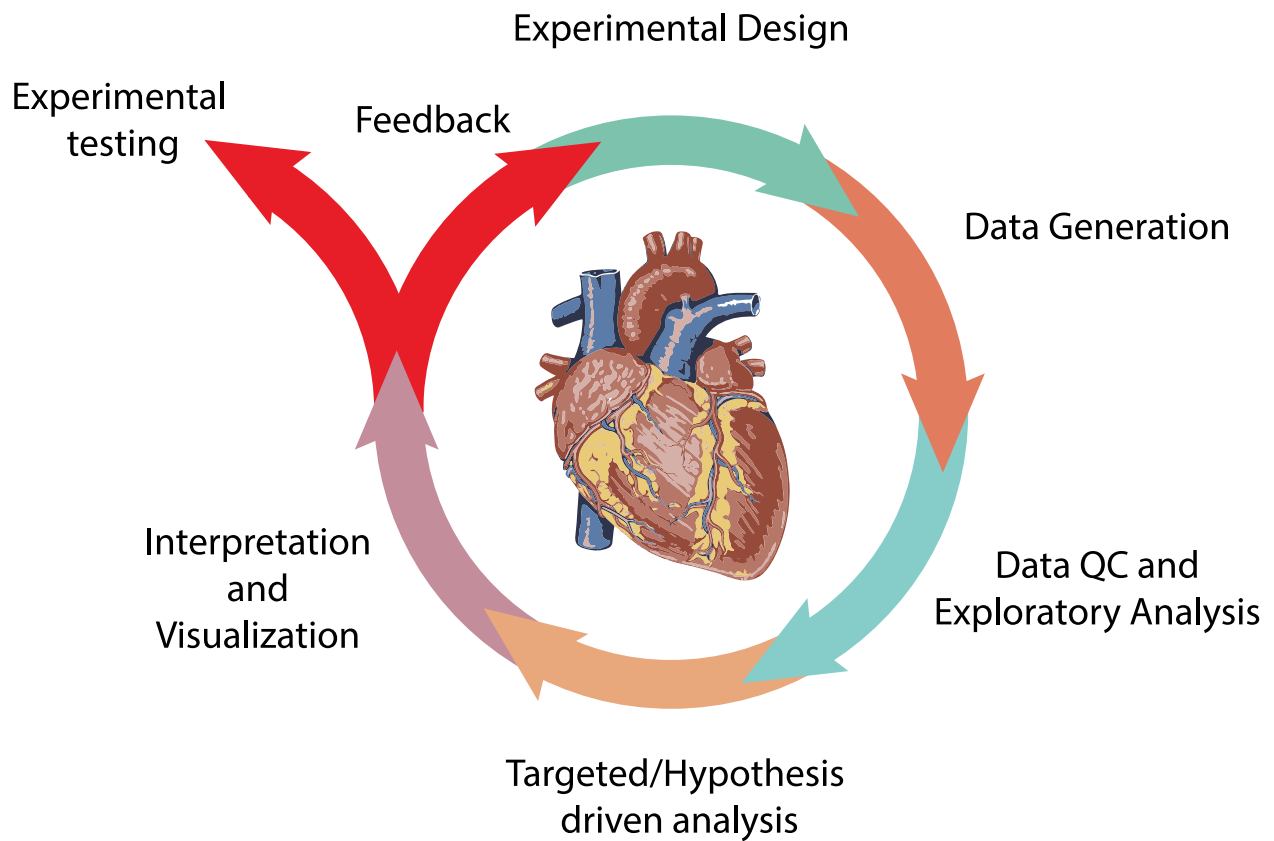 Experimental Design
Experimental
testing
Feedback
Data Generation
Data QC and
Exploratory Analysis
Targeted/Hypothesis
driven analysis
Interpretation
and
Visualization